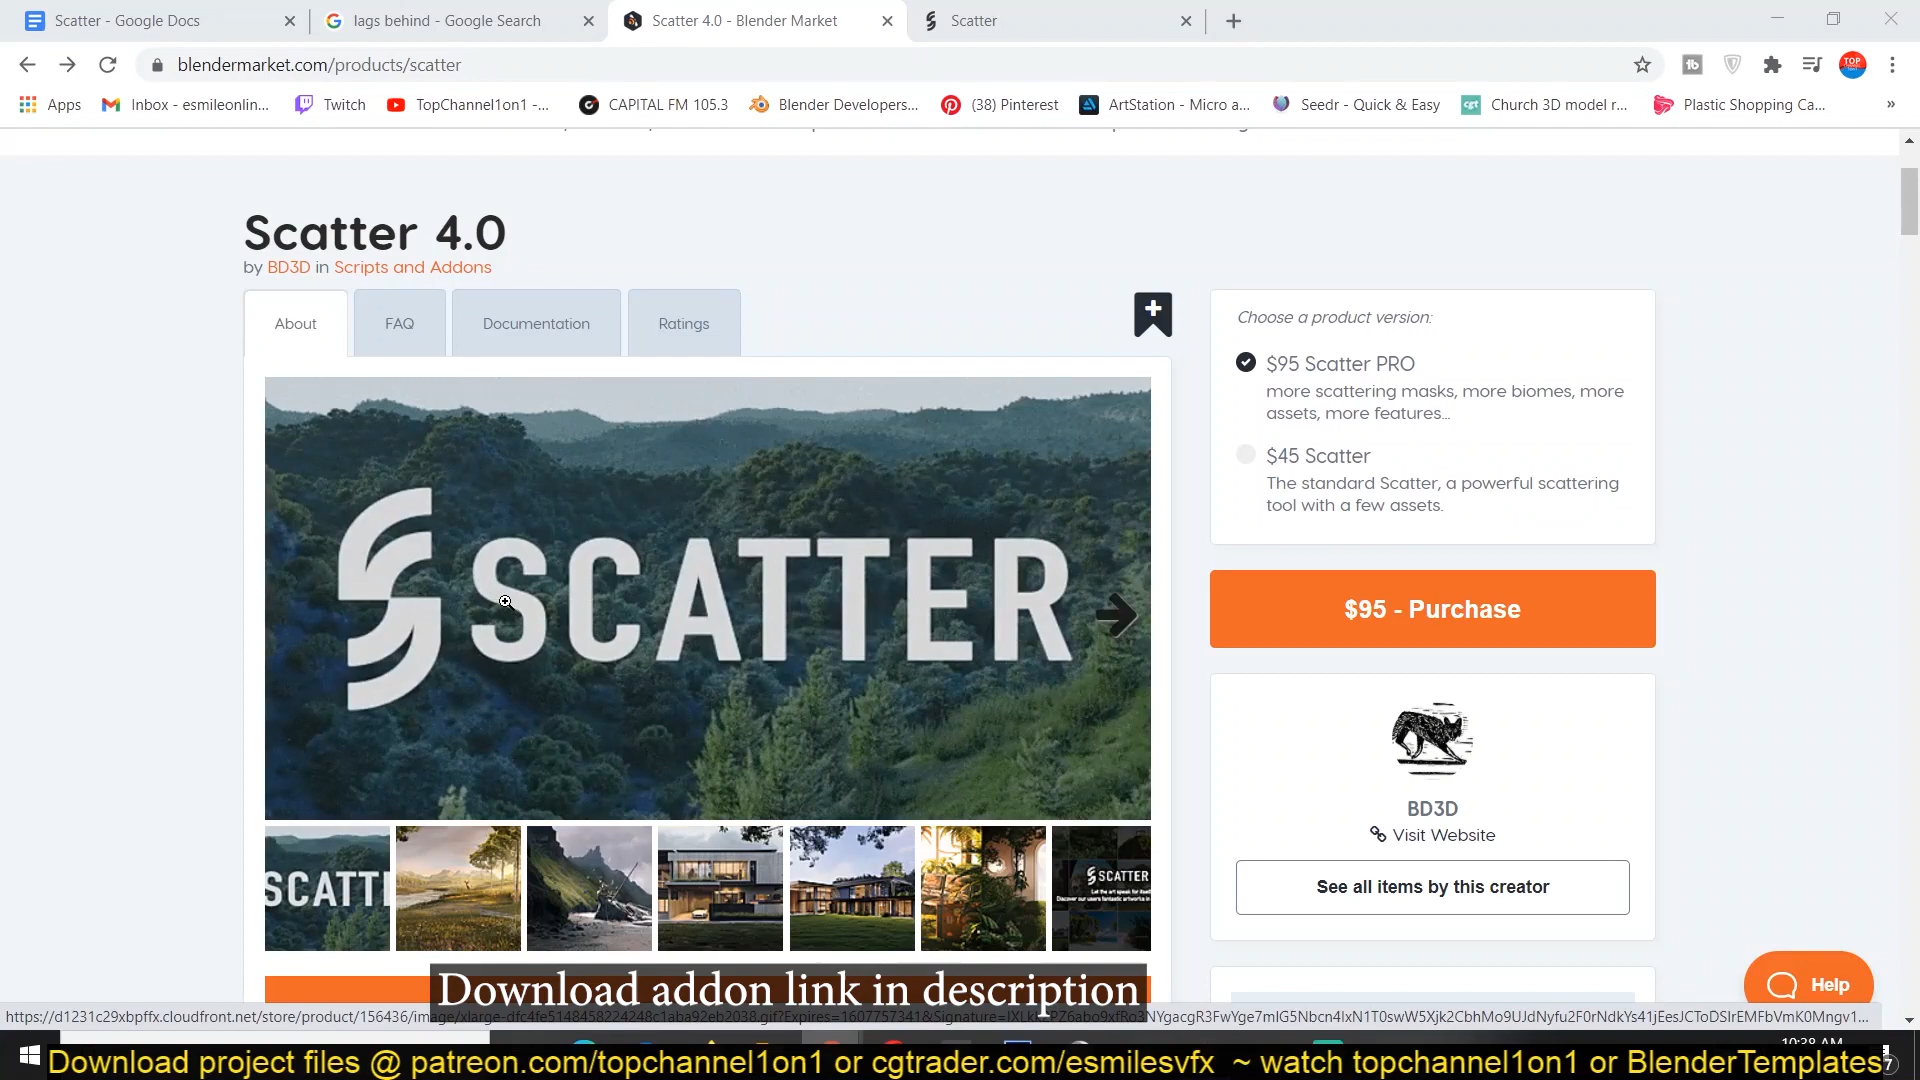 Scatter - Google Docs
lags behind - Google Search
Scatter 4.0 - Blender Market
Scatter
blendermarket.com/products/scatter
Apps
Inbox - esmileonlin...
Twitch
TopChannel1on1 -...
CAPITAL FM 105.3
Blender Developers...
(38) Pinterest
ArtStation - Micro a...
Seedr - Quick & Easy
Church 3D model r...
Plastic Shopping Ca...
»
Scatter 4.0
by BD3D in Scripts and Addons
About
FAQ
Documentation
Ratings
SCATTER
Choose a product version:
$95 Scatter PRO
more scattering masks, more biomes, more
assets, more features...
$45 Scatter
The standard Scatter, a powerful scattering
tool with a few assets.
$95 - Purchase
BD3D
Visit Website
See all items by this creator
SCATT
SCATTER
Help
Download addon link in description
10:38 AM
Download project files @ patreon.com/topchannel1on1 or cgtrader.com/esmilesvfx ~ watch topchannel1on1 or BlenderTemplates